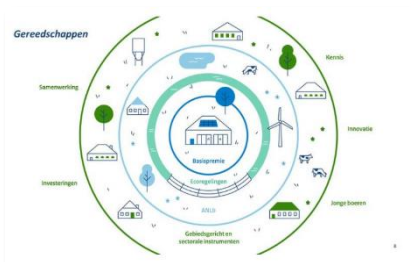 Gereedschappen
Kennis
Samenwerking
Innovatie
Basispremie
Ecoregelingen
Investeringen
Jonge boeren
ANLb
Gebiedsgericht en
sectorale instrumenten